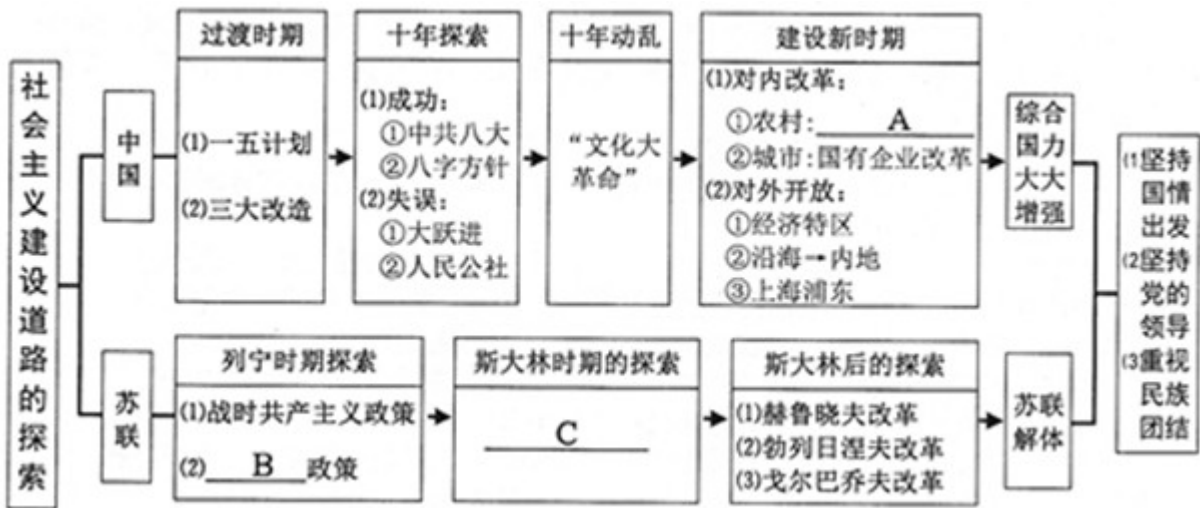 社会主义建设道路的探索
中国
过渡时期
⑴一五计划
⑵三大改造
十年探索
⑴成功：
①中共八大
②八字方针
⑵失误：
①大跃进
②人民公社
十年动乱
“文化大
革命”
建设新时期
⑴对内改革：
①农村：A
②城市：国有企业改革
⑵对外开放：
①经济特区
②沿海→内地
③上海浦东
综合
国力
大大
增强
苏联
列宁时期探索
⑴战时共产主义政策
⑵B政策
斯大林时期的探索
C
斯大林后的探索
⑴赫鲁晓夫改革
⑵勃列日涅夫改革
⑶戈尔巴乔夫改革
苏联
解体
⑴坚持
国情
出发
⑵坚持
党的
领导
⑶重视
民族
团结